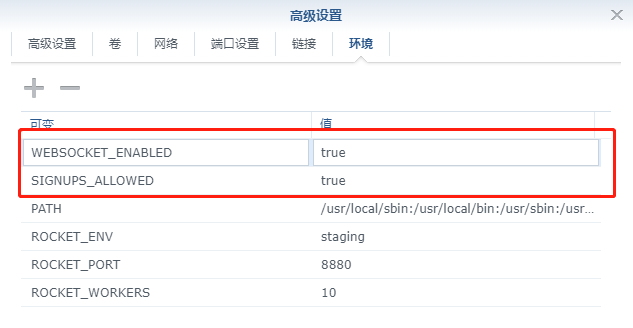 高级设置
高级设置 卷 网络 端口设置 链接 环境
可变 值
WEBSOCKET_ENABLED true
SIGNUPS_ALLOWED true
PATH /usr/local/sbin:/usr/local/bin:/usr/sbin:/usr...
ROCKET_ENV staging
ROCKET_PORT 8880
ROCKET_WORKERS 10